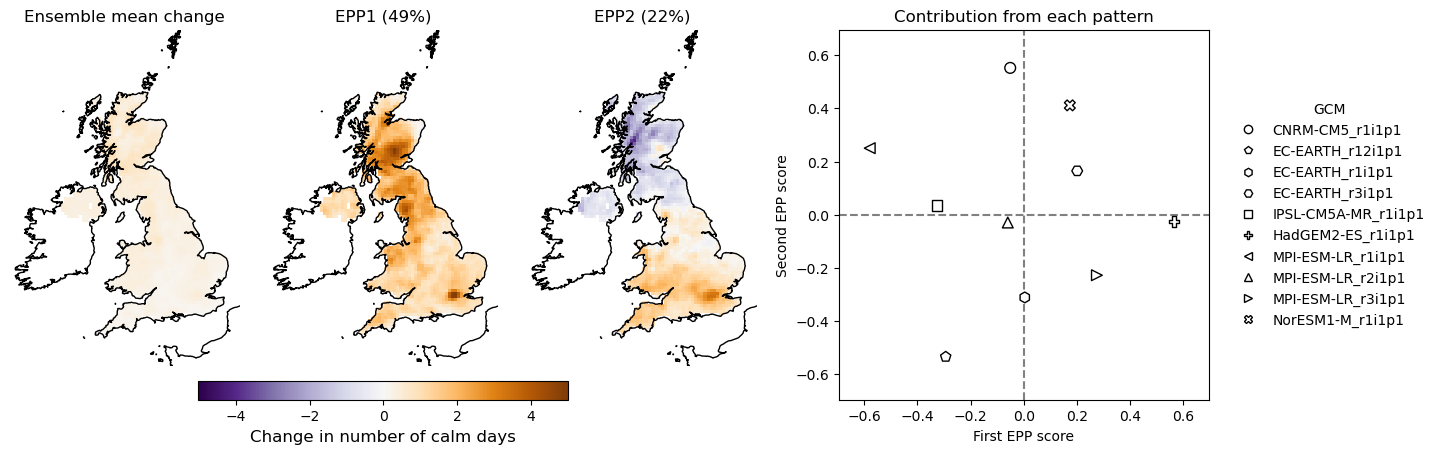 Ensemble mean change
EPP1 (49%)
EPP2 (22%)
−4 −2 0 2 4
Change in number of calm days
Contribution from each pattern
Second EPP score
0.6
0.4
0.2
0.0
−0.2
−0.4
−0.6
−0.6 −0.4 −0.2 0.0 0.2 0.4 0.6
First EPP score
GCM
CNRM-CM5_r1i1p1
EC-EARTH_r12i1p1
EC-EARTH_r1i1p1
EC-EARTH_r3i1p1
IPSL-CM5A-MR_r1i1p1
HadGEM2-ES_r1i1p1
MPI-ESM-LR_r1i1p1
MPI-ESM-LR_r2i1p1
MPI-ESM-LR_r3i1p1
NorESM1-M_r1i1p1